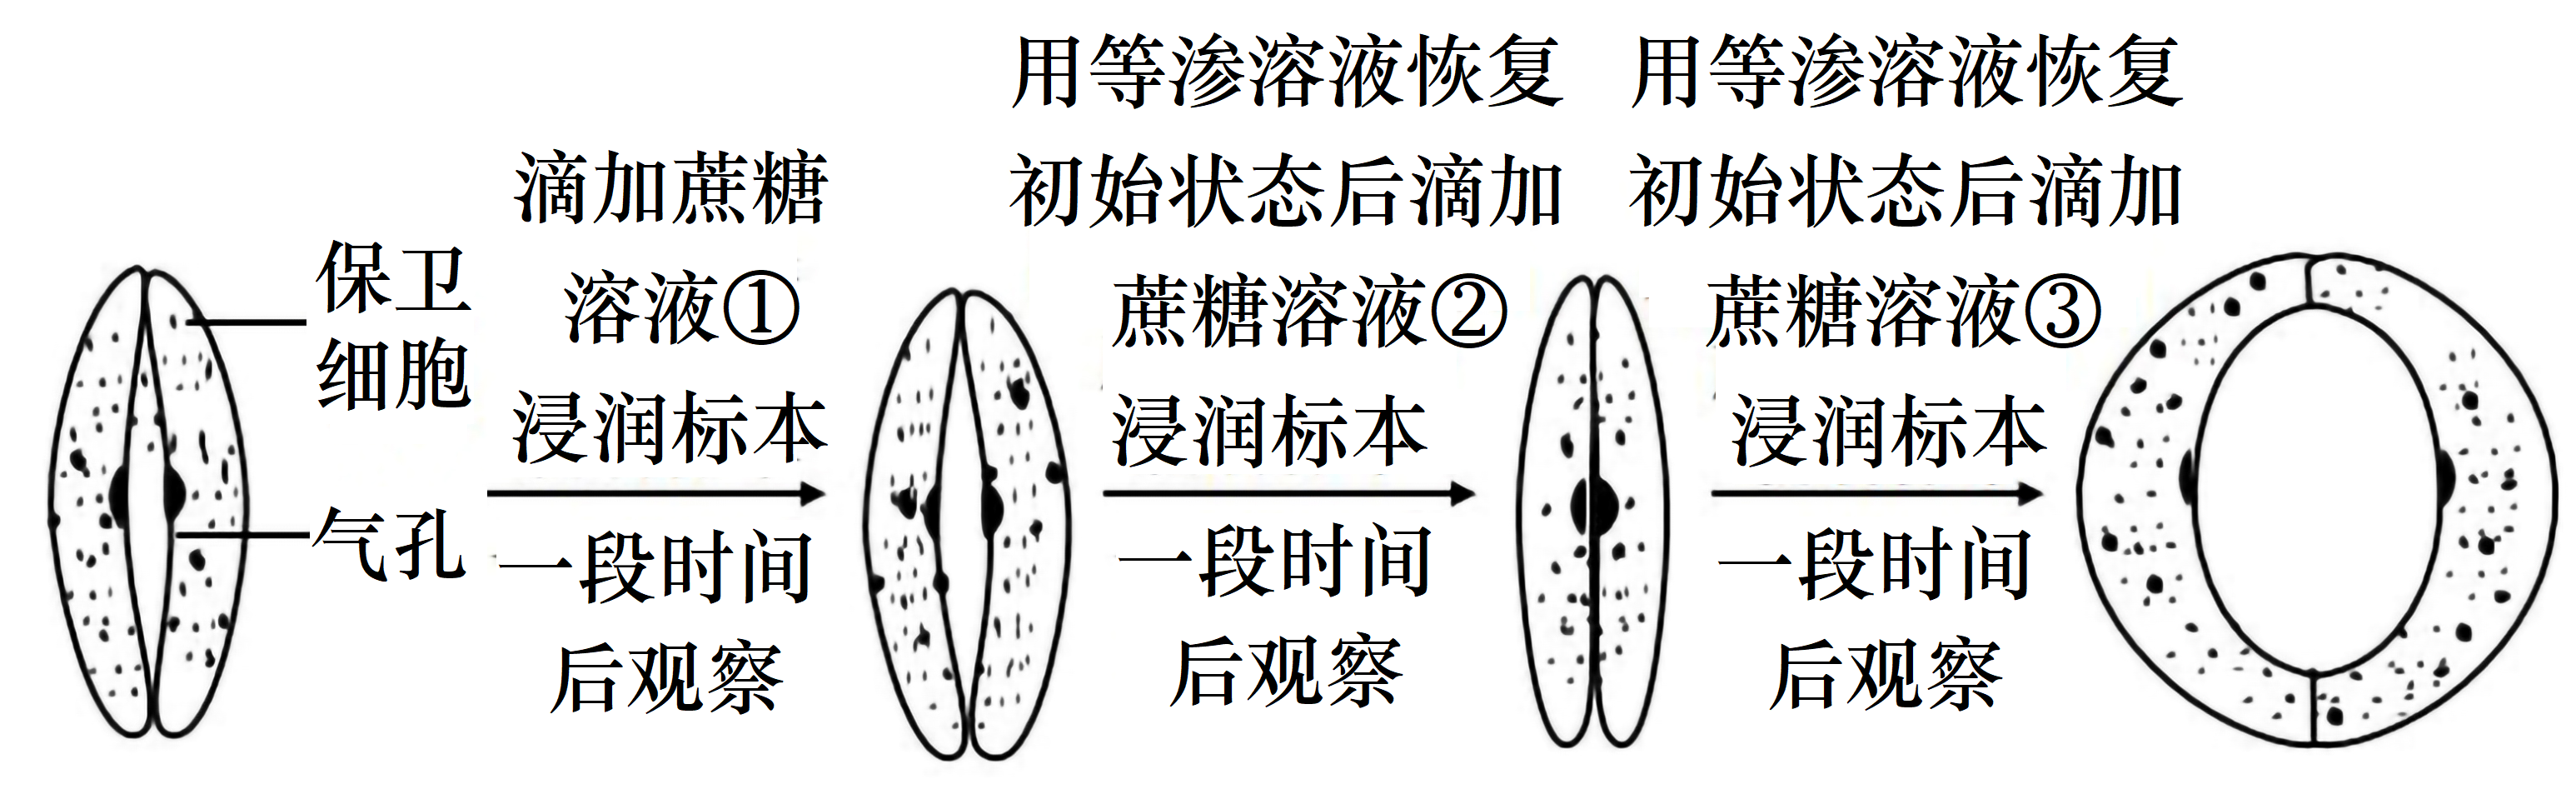 保卫
细胞
气孔
滴加蔗糖
溶液①
浸润标本
一段时间
后观察
用等渗溶液恢复
初始状态后滴加
蔗糖溶液②
浸润标本
一段时间
后观察
用等渗溶液恢复
初始状态后滴加
蔗糖溶液③
浸润标本
一段时间
后观察